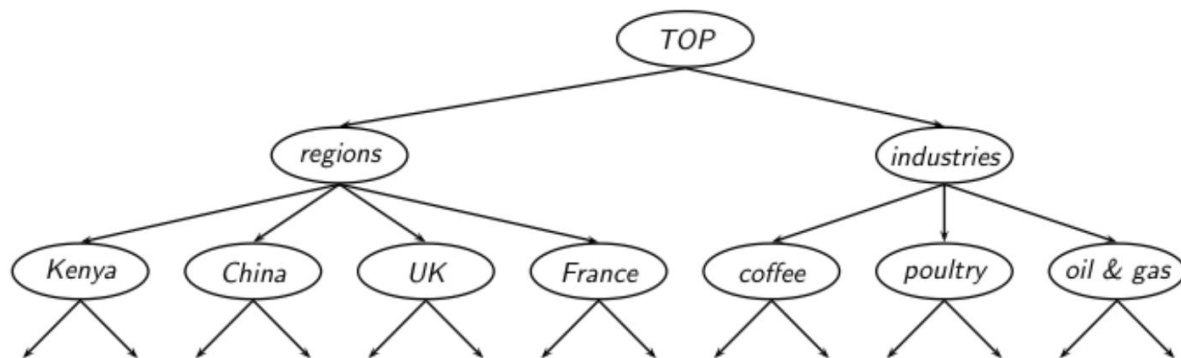 TOP
regions industries
Kenya China UK France coffee poultry oil & gas